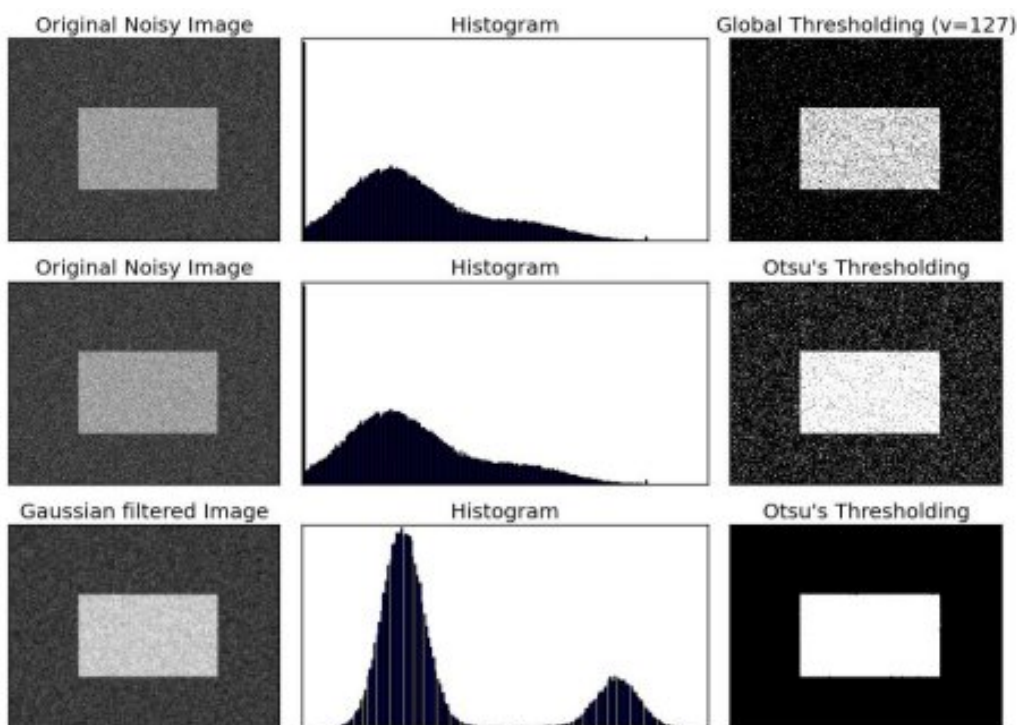 Original Noisy Image
Histogram
Global Thresholding (v=127)
Original Noisy Image
Histogram
Otsu's Thresholding
Gaussian filtered Image
Histogram
Otsu's Thresholding